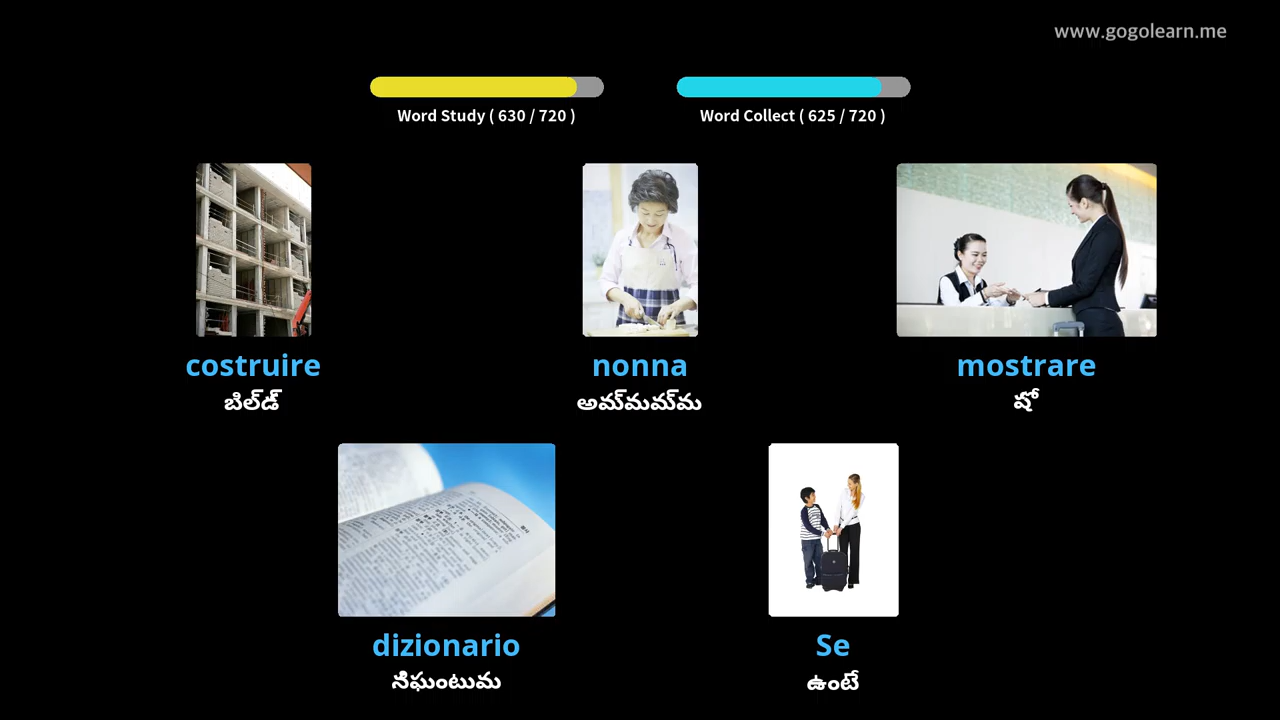 www.gogolearn.me
Word Study ( 630 / 720 )
Word Collect ( 625 / 720 )
costruire
బిల్‌డ్
nonna
అమ్‌మమ్‌మ
mostrare
షో
dizionario
నిఘంటుమ
Se
ఉంటే